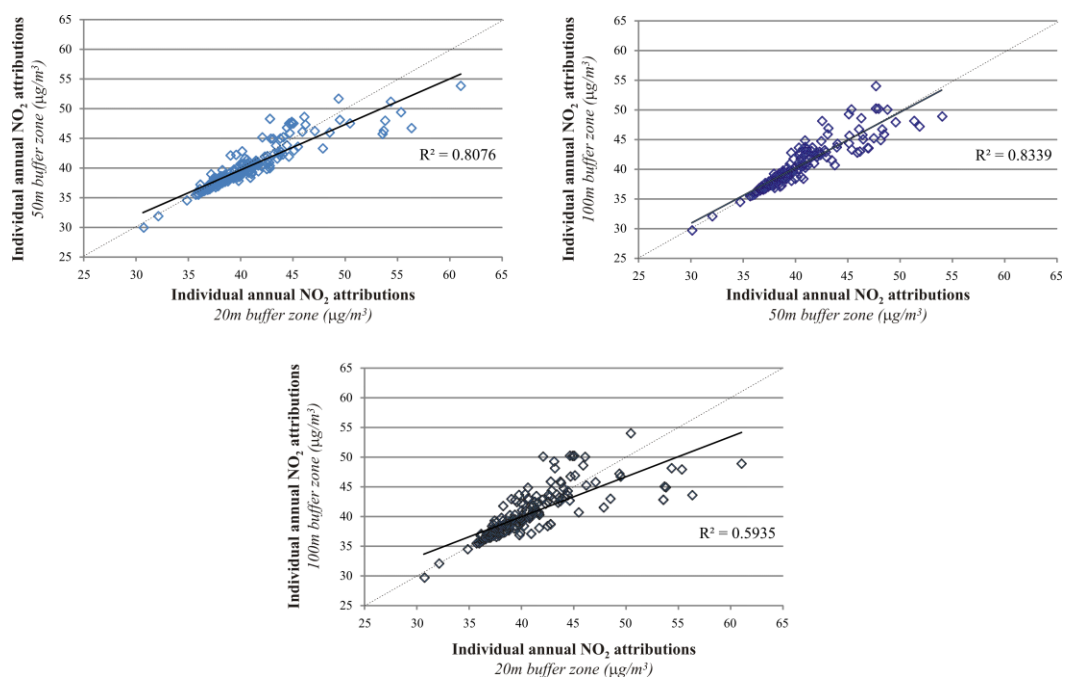 Individual annual NO₂ attributions
50m buffer zone (µg/m³)
65
60
55
50
45
40
35
30
25
R² = 0.8076
25 30 35 40 45 50 55 60 65
Individual annual NO₂ attributions
20m buffer zone (µg/m³)
Individual annual NO₂ attributions
100m buffer zone (µg/m³)
65
60
55
50
45
40
35
30
25
R² = 0.8339
25 30 35 40 45 50 55 60 65
Individual annual NO₂ attributions
50m buffer zone (µg/m³)
Individual annual NO₂ attributions
100m buffer zone (µg/m³)
65
60
55
50
45
40
35
30
25
R² = 0.5935
25 30 35 40 45 50 55 60 65
Individual annual NO₂ attributions
20m buffer zone (µg/m³)